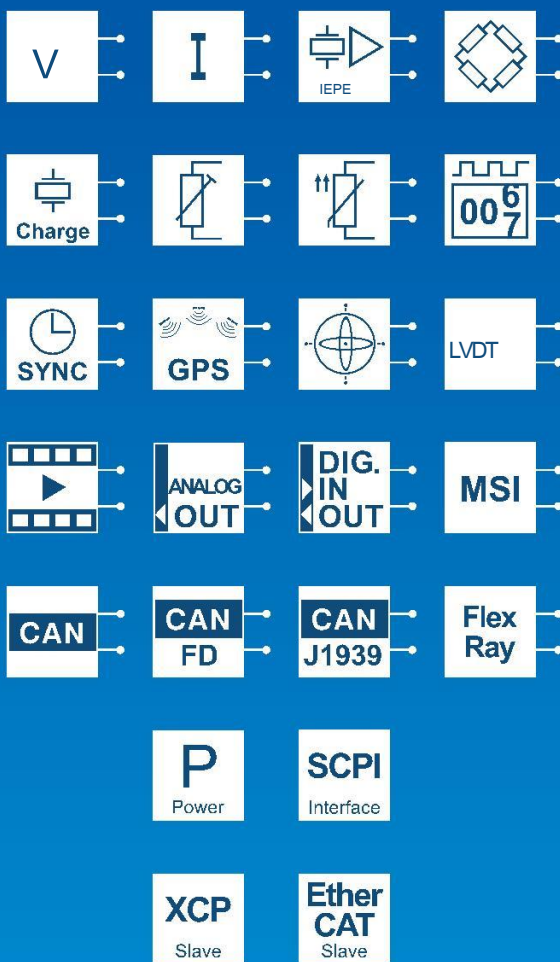 V
I
IEPE
Charge
00 6
7
SYNC
GPS
LVDT
ANALOG
OUT
DIG.
IN
OUT
MSI
CAN
CAN
FD
CAN
J1939
Flex
Ray
P
Power
SCPI
Interface
XCP
Slave
Ether
CAT
Slave